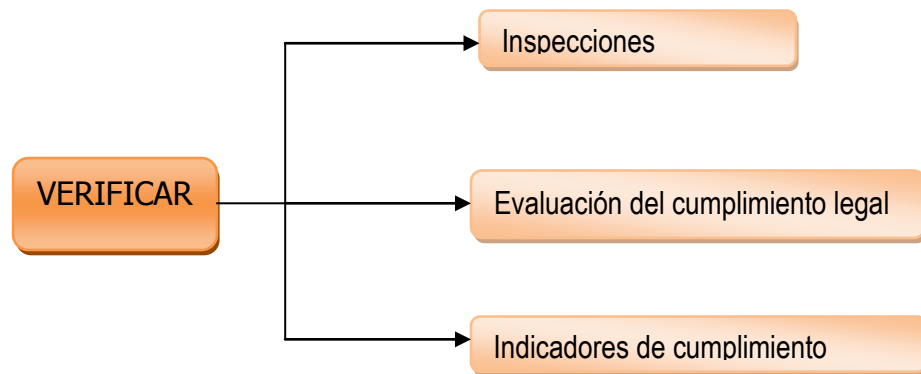 Inspecciones
VERIFICAR
Evaluación del cumplimiento legal
Indicadores de cumplimiento